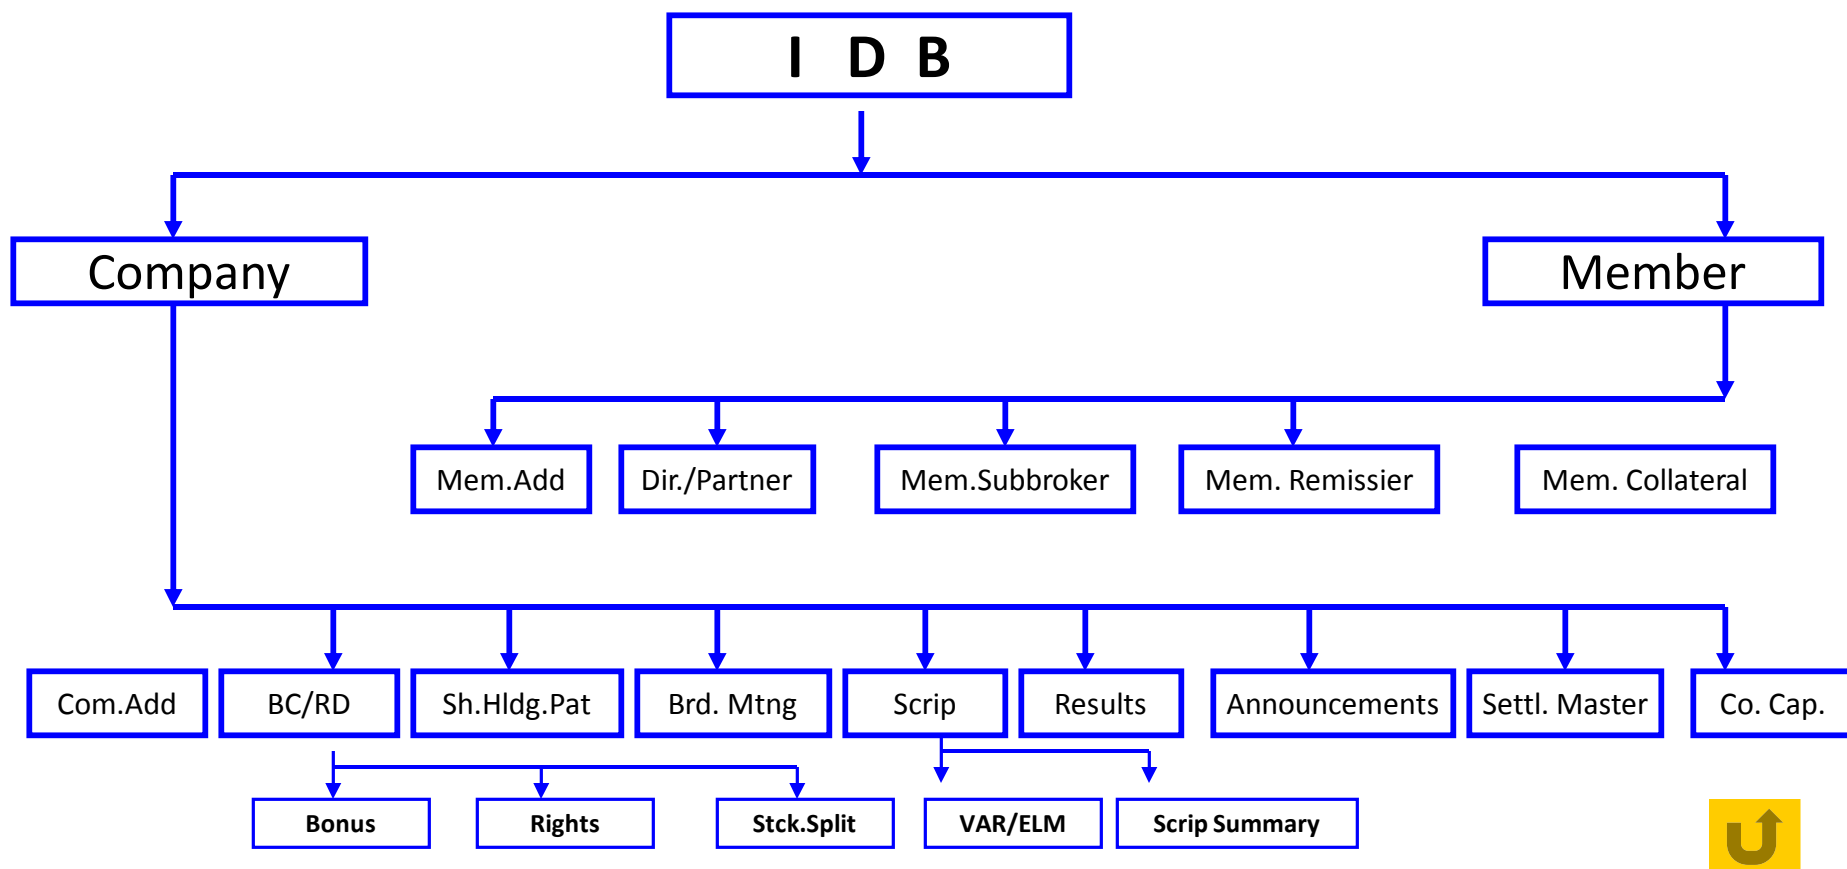 I D B
Company
Member
Mem.Add
Dir./Partner
Mem.Subbroker
Mem. Remissier
Mem. Collateral
Com.Add
BC/RD
Sh.Hldg.Pat
Brd. Mtng
Scrip
Results
Announcements
Settl. Master
Co. Cap.
Bonus
Rights
Stck.Split
VAR/ELM
Scrip Summary